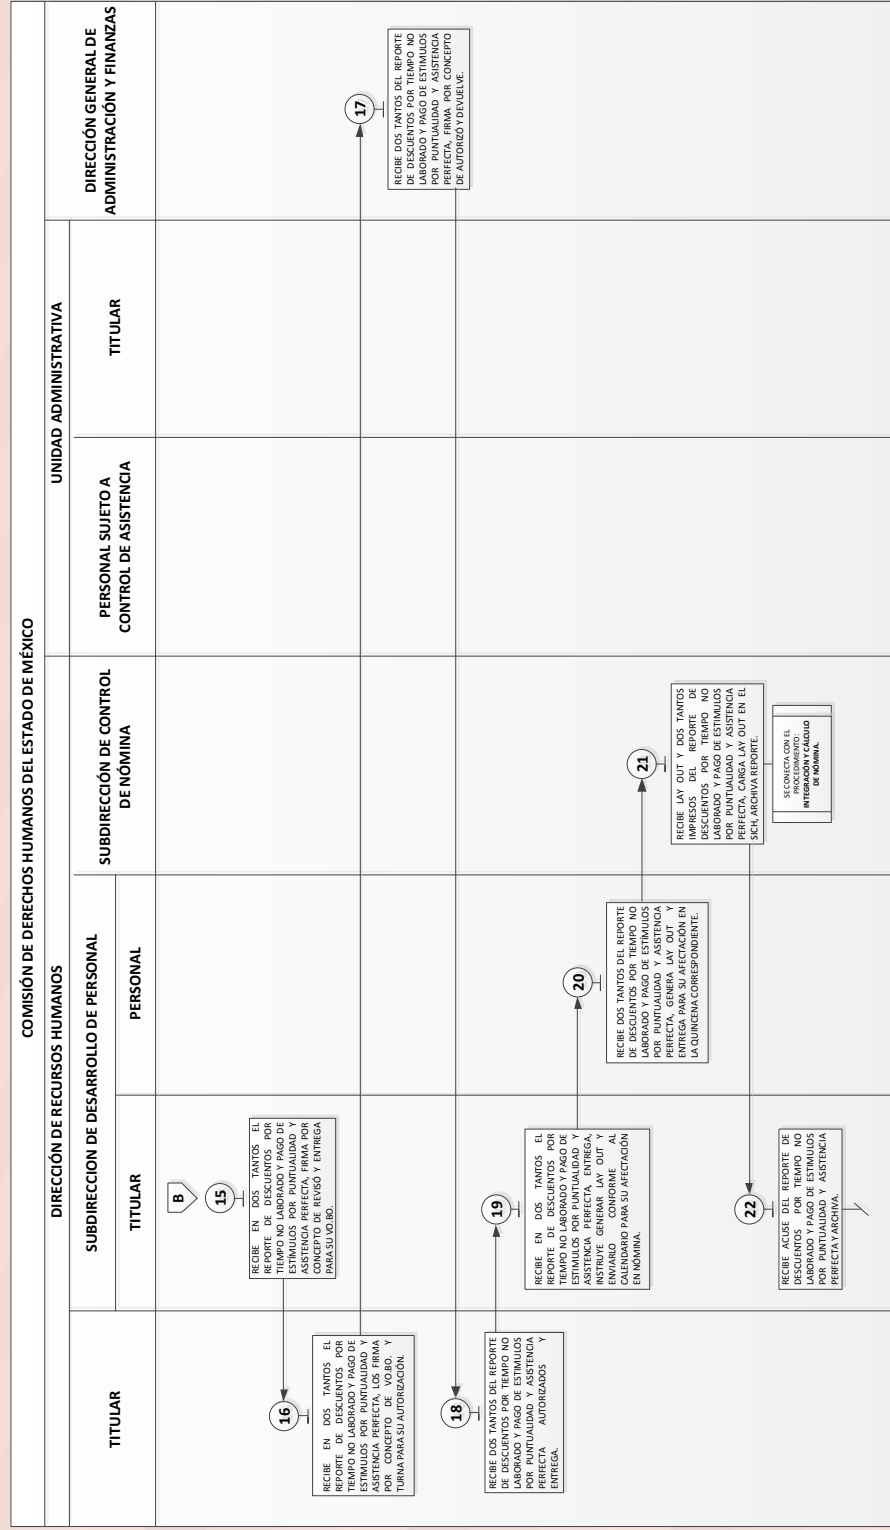 COMISIÓN DE DERECHOS HUMANOS DEL ESTADO DE MÉXICO
DIRECCIÓN DE RECURSOS HUMANOS
UNIDAD ADMINISTRATIVA
DIRECCIÓN GENERAL DE
ADMINISTRACIÓN Y FINANZAS
TITULAR
SUBDIRECCION DE DESARROLLO DE PERSONAL
TITULAR
PERSONAL
SUBDIRECCIÓN DE CONTROL
DE NÓMINA
PERSONAL SUJETO A
CONTROL DE ASISTENCIA
TITULAR
B
15
RECIBE EN DOS TANTOS EL
REPORTE DE DESCUENTOS POR
TIEMPO NO LABORADO Y PAGO DE
ESTIMULOS POR PUNTUALIDAD Y
ASISTENCIA PERFECTA, FIRMA POR
CONCEPTO DE REVISÓ Y ENTREGA
PARA SU VO.BO.
16
RECIBE EN DOS TANTOS EL
REPORTE DE DESCUENTOS POR
TIEMPO NO LABORADO Y PAGO DE
ESTIMULOS POR PUNTUALIDAD Y
ASISTENCIA PERFECTA, LOS FIRMA
POR CONCEPTO DE VO.BO. Y
TURNA PARA SU AUTORIZACIÓN.
17
RECIBE DOS TANTOS DEL REPORTE
DE DESCUENTOS POR TIEMPO NO
LABORADO Y PAGO DE ESTIMULOS
POR PUNTUALIDAD Y ASISTENCIA
PERFECTA, FIRMA POR CONCEPTO
DE AUTORIZÓ Y DEVUELVE.
18
RECIBE DOS TANTOS DEL REPORTE
DE DESCUENTOS POR TIEMPO NO
LABORADO Y PAGO DE ESTIMULOS
POR PUNTUALIDAD Y ASISTENCIA
PERFECTA AUTORIZADOS Y
ENTREGA.
19
RECIBE EN DOS TANTOS EL
REPORTE DE DESCUENTOS POR
TIEMPO NO LABORADO Y PAGO DE
ESTIMULOS POR PUNTUALIDAD Y
ASISTENCIA PERFECTA, ENTREGA,
INSTRUYE GENERAR LAY OUT Y
ENVIARLO CONFORME AL
CALENDARIO PARA SU AFECTACIÓN
EN NÓMINA.
20
RECIBE DOS TANTOS DEL REPORTE
DE DESCUENTOS POR TIEMPO NO
LABORADO Y PAGO DE ESTÍMULOS
POR PUNTUALIDAD Y ASISTENCIA
PERFECTA, GENERA LAY OUT Y
ENTREGA PARA SU AFECTACIÓN EN
LA QUINCENA CORRESPONDIENTE.
21
RECIBE LAY OUT Y DOS TANTOS
IMPRESOS DEL REPORTE DE
DESCUENTOS POR TIEMPO NO
LABORADO Y PAGO DE ESTIMULOS
POR PUNTUALIDAD Y ASISTENCIA
PERFECTA, CARGA LAY OUT EN EL
SICH, ARCHIVA REPORTE.
SE CONECTA CON EL
PROCEDIMIENTO:
INTEGRACIÓN Y CÁLCULO
DE NÓMINA.
22
RECIBE ACUSE DEL REPORTE DE
DESCUENTOS POR TIEMPO NO
LABORADO Y PAGO DE ESTIMULOS
POR PUNTUALIDAD Y ASISTENCIA
PERFECTA Y ARCHIVA.